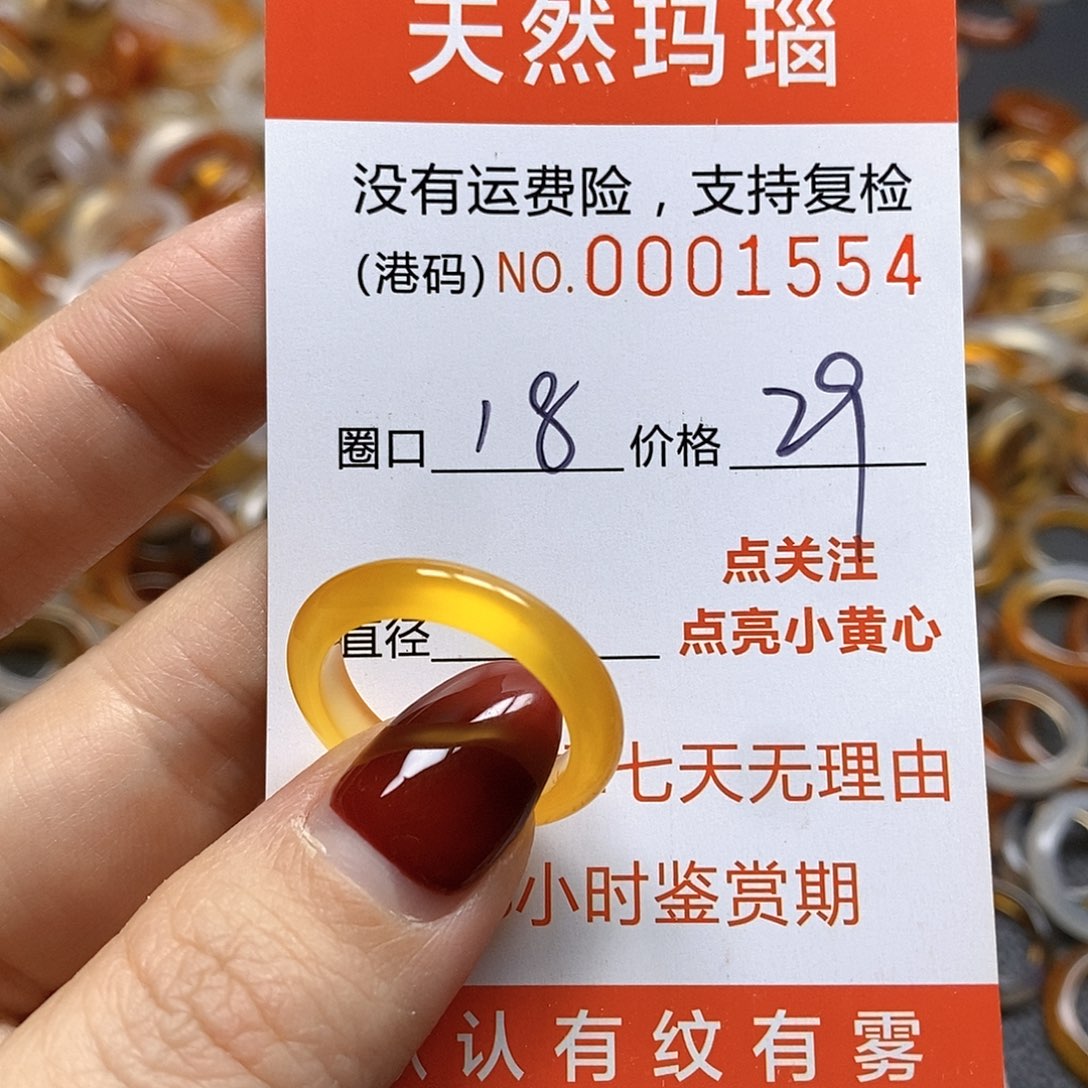 天然玛瑙
没有运费险，支持复检
(港码) NO.0001554
圈口 18 价格 29
点关注
直径 点亮小黄心
七天无理由
小时鉴赏期
认有纹有雾